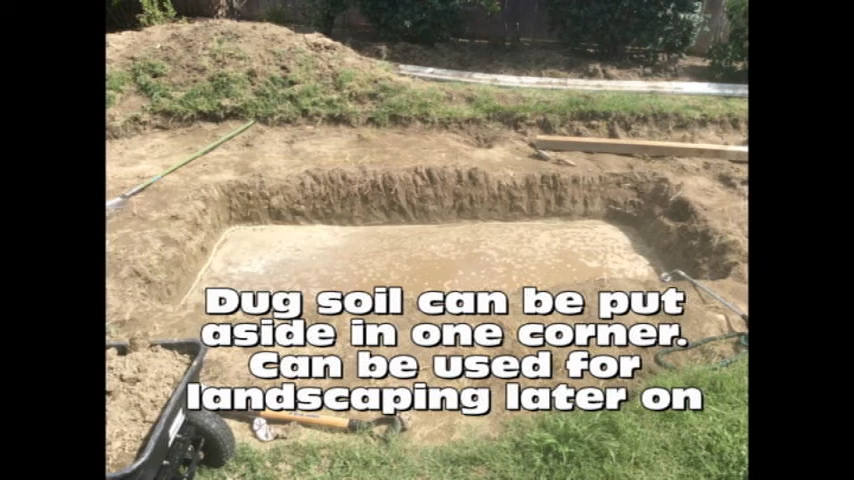 Dug soil can be put
aside in one corner.
Can be used for
landscaping later on